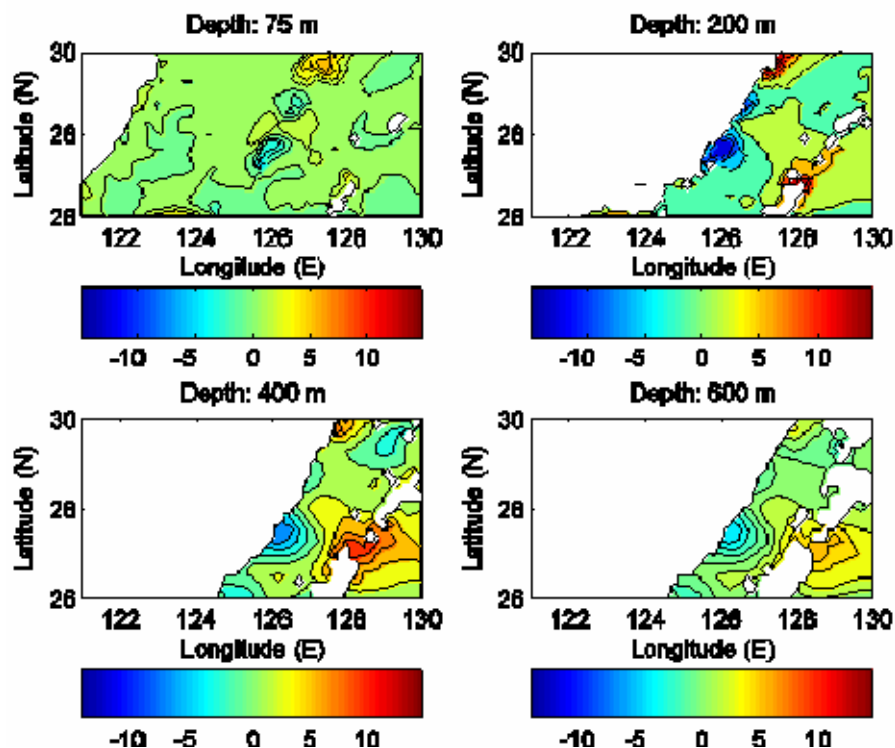 Depth: 75 m
30
28
26
Latitude (N)
122 124 126 128 130
Longitude (E)
-10 -5 0 5 10
Depth: 200 m
30
28
26
Latitude (N)
122 124 126 128 130
Longitude (E)
-10 -5 0 5 10
Depth: 400 m
30
28
26
Latitude (N)
122 124 126 128 130
Longitude (E)
-10 -5 0 5 10
Depth: 600 m
30
28
26
Latitude (N)
122 124 126 128 130
Longitude (E)
-10 -5 0 5 10